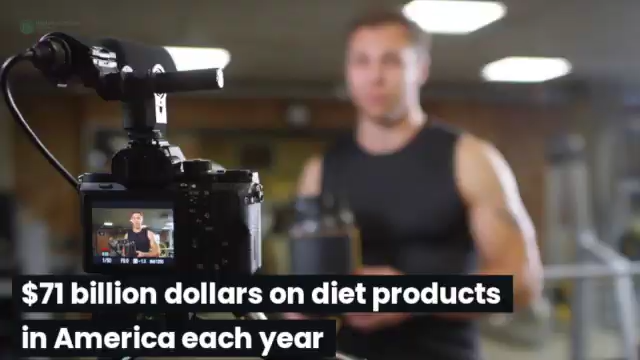 $71 billion dollars on diet products
in America each year